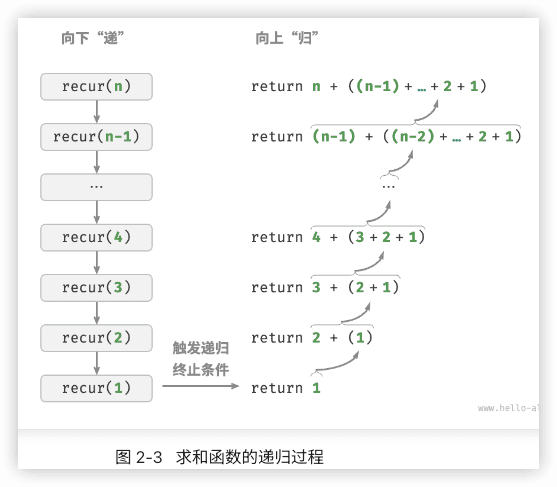 向下“递”
向上“归”
recur(n)
return n + ((n-1)+…+2+1)
recur(n-1)
return (n-1) + ((n-2)+…+2+1)
…
…
recur(4)
return 4 + (3+2+1)
recur(3)
return 3 + (2+1)
recur(2)
return 2 + (1)
触发递归
终止条件
recur(1)
return 1
www.hello-al
图 2-3 求和函数的递归过程